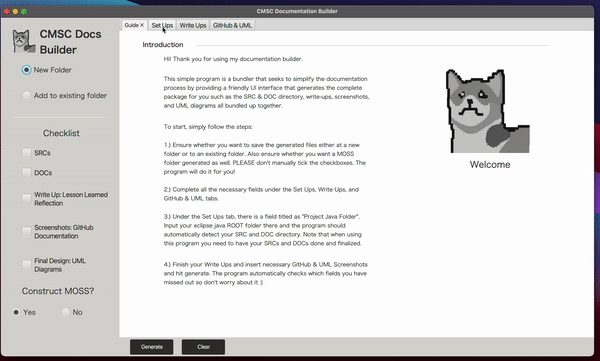 CMSC Documentation Builder
CMSC Docs
Builder
New Folder
Add to existing folder
Checklist
SRCs
DOCs
Write Up: Lesson Learned
Reflection
Screenshots: GitHub
Documentation
Final Design: UML
Diagrams
Construct MOSS?
Yes No
Guide Set Ups Write Ups GitHub & UML
Introduction
Hi! Thank you for using my documentation builder.
This simple program is a bundler that seeks to simplify the documentation
process by providing a friendly UI interface that generates the complete
package for you such as the SRC & DOC directory, write-ups, screenshots,
and UML diagrams all bundled up together.
To start, simply follow the steps:
1.) Ensure whether you want to save the generated files either at a new
folder or to an existing folder. Also ensure whether you want a MOSS
folder generated as well. PLEASE don't manually tick the checkboxes. The
program will do it for you!
2.) Complete all the necessary fields under the Set Ups, Write Ups, and
GitHub & UML tabs.
3.) Under the Set Ups tab, there is a field titled as "Project Java Folder".
Input your eclipse java ROOT folder there and the program should
automatically detect your SRC and DOC directory. Note that when using
this program you need to have your SRCs and DOCs done and finalized.
4.) Finish your Write Ups and insert necessary GitHub & UML Screenshots
and hit generate. The program automatically checks which fields you have
missed out so don't worry about it :)
Welcome
Generate Clear